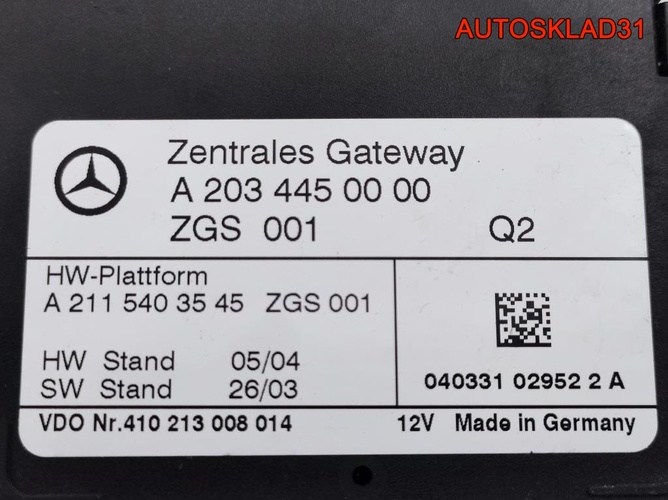 AUTOSKLAD31
Zentrales Gateway
A 203 445 00 00
ZGS 001 Q2
HW-Plattform
A 211 540 35 45 ZGS 001
HW Stand 05/04
SW Stand 26/03
040331 02952 2 A
VDO Nr.410 213 008 014 12V Made in Germany